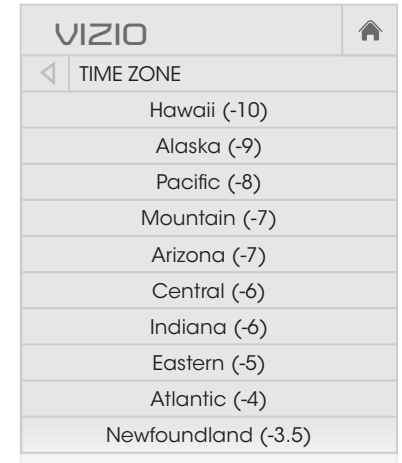 VIZIO
TIME ZONE
Hawaii (-10)
Alaska (-9)
Pacific (-8)
Mountain (-7)
Arizona (-7)
Central (-6)
Indiana (-6)
Eastern (-5)
Atlantic (-4)
Newfoundland (-3.5)